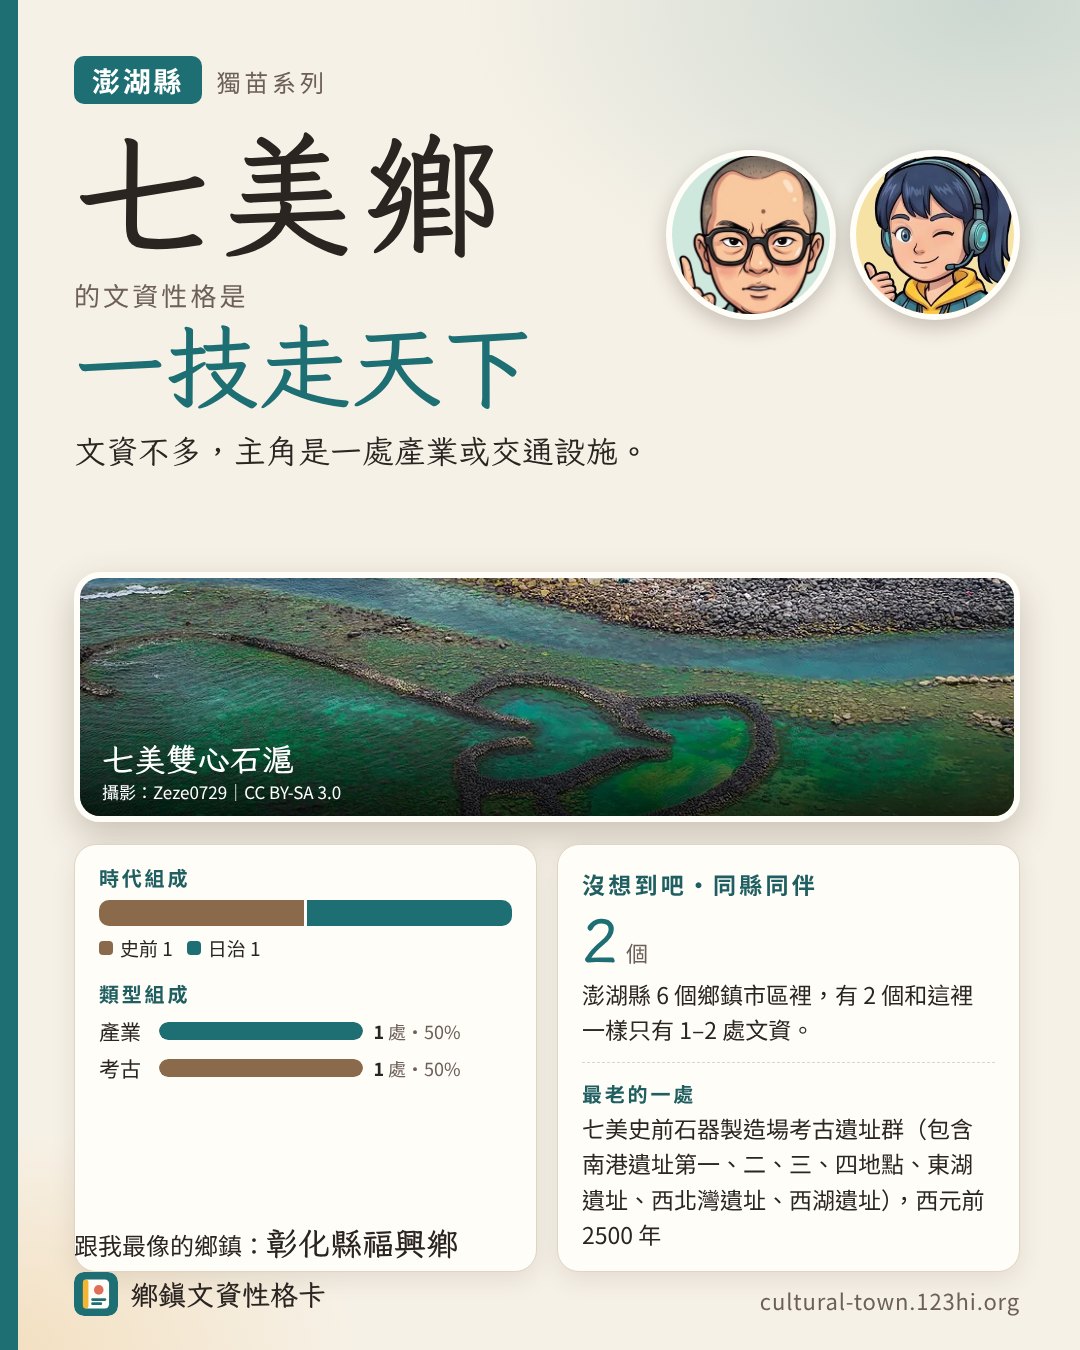 澎湖縣 獨苗系列
七美鄉
的文資性格是
一技走天下
文資不多，主角是一處產業或交通設施。
七美雙心石滬
攝影：Zeze0729｜CC BY-SA 3.0
時代組成
史前 1 日治 1
類型組成
產業 1 處・50%
考古 1 處・50%
沒想到吧・同縣同伴
2 個
澎湖縣 6 個鄉鎮市區裡，有 2 個和這裡
一樣只有 1–2 處文資。
最老的一處
七美史前石器製造場考古遺址群（包含
南港遺址第一、二、三、四地點、東湖
遺址、西北灣遺址、西湖遺址），西元前
2500 年
跟我最像的鄉鎮：彰化縣福興鄉
鄉鎮文資性格卡
cultural-town.123hi.org